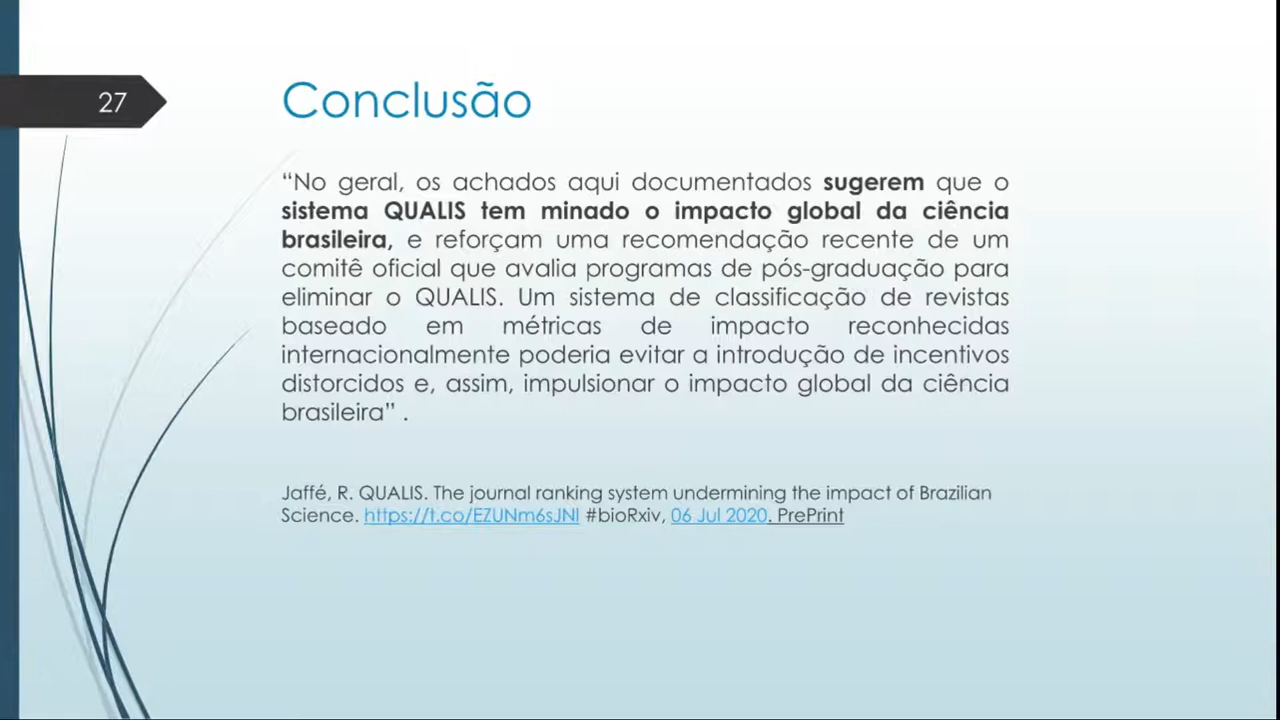 27
Conclusão
“No geral, os achados aqui documentados sugerem que o
sistema QUALIS tem minado o impacto global da ciência
brasileira, e reforçam uma recomendação recente de um
comitê oficial que avalia programas de pós-graduação para
eliminar o QUALIS. Um sistema de classificação de revistas
baseado em métricas de impacto reconhecidas
internacionalmente poderia evitar a introdução de incentivos
distorcidos e, assim, impulsionar o impacto global da ciência
brasileira” .
Jaffé, R. QUALIS. The journal ranking system undermining the impact of Brazilian
Science. https://t.co/EZUNm6sJNI #bioRxiv, 06 Jul 2020. PrePrint